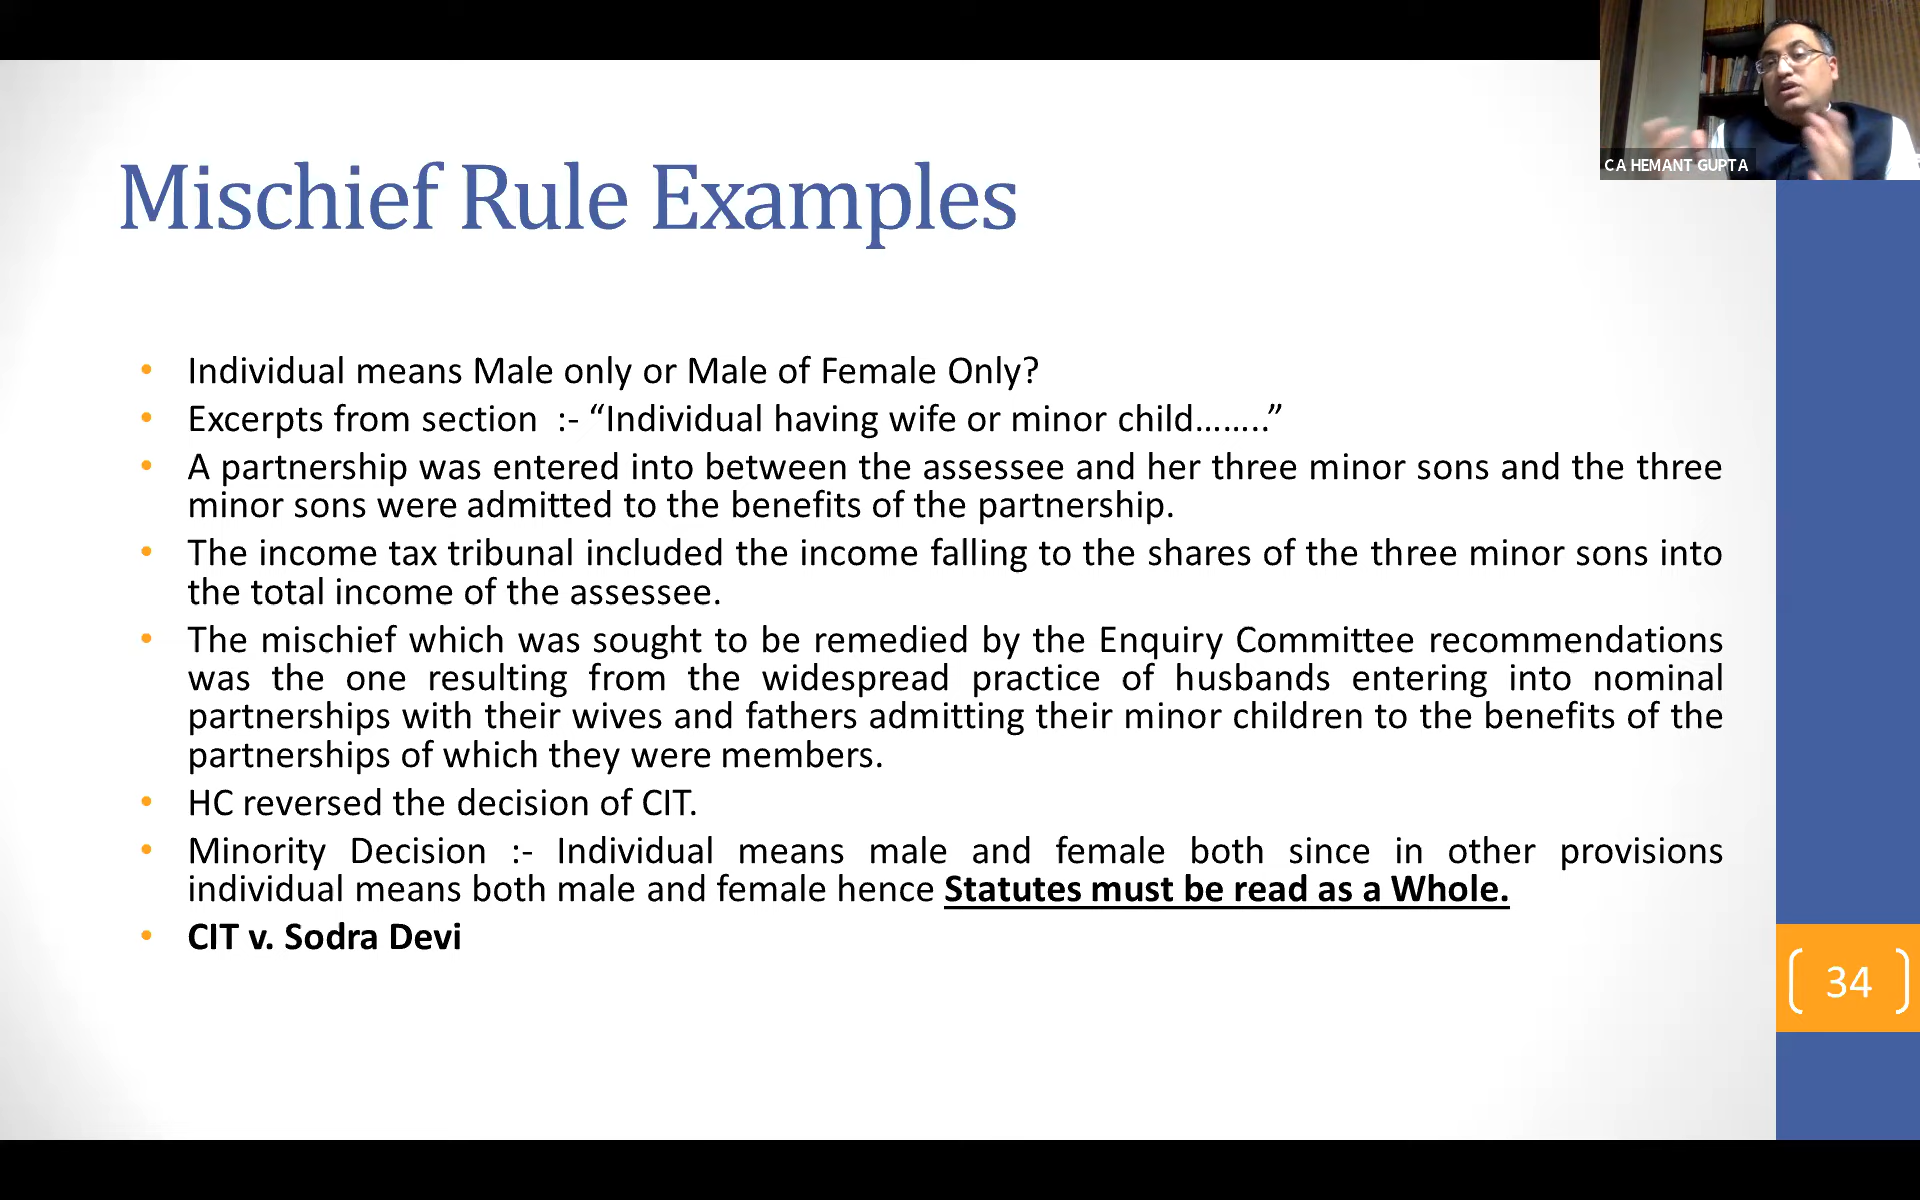 CA HEMANT GUPTA
Mischief Rule Examples
• Individual means Male only or Male of Female Only?
• Excerpts from section :- “Individual having wife or minor child……..”
• A partnership was entered into between the assessee and her three minor sons and the three
minor sons were admitted to the benefits of the partnership.
• The income tax tribunal included the income falling to the shares of the three minor sons into
the total income of the assessee.
• The mischief which was sought to be remedied by the Enquiry Committee recommendations
was the one resulting from the widespread practice of husbands entering into nominal
partnerships with their wives and fathers admitting their minor children to the benefits of the
partnerships of which they were members.
• HC reversed the decision of CIT.
• Minority Decision :- Individual means male and female both since in other provisions
individual means both male and female hence Statutes must be read as a Whole.
• CIT v. Sodra Devi
34